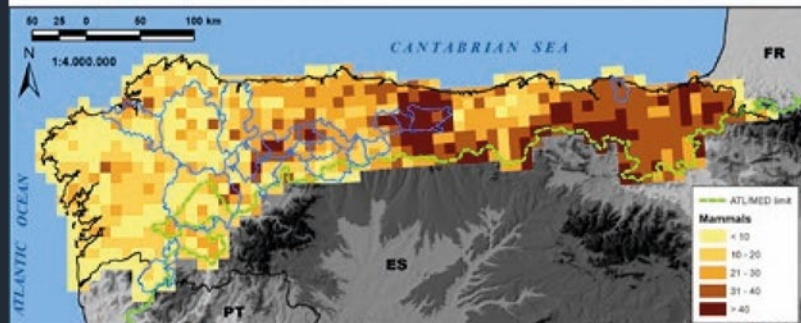 50 25 0 50 100 km
N
1:4.000.000
CANTABRIAN SEA
FR
ATLANTIC OCEAN
ES
PT
ATL/MED limit
Mammals
< 10
10 - 20
21 - 30
31 - 40
> 40